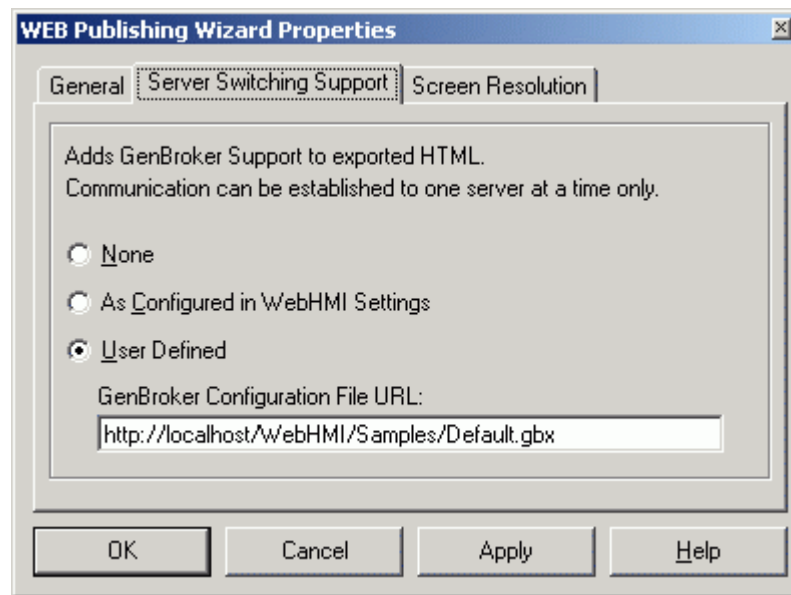 WEB Publishing Wizard Properties
General
Server Switching Support
Screen Resolution
Adds GenBroker Support to exported HTML.
Communication can be established to one server at a time only.
None
As Configured in WebHMI Settings
User Defined
GenBroker Configuration File URL:
http://localhost/WebHMI/Samples/Default.gbx
OK
Cancel
Apply
Help